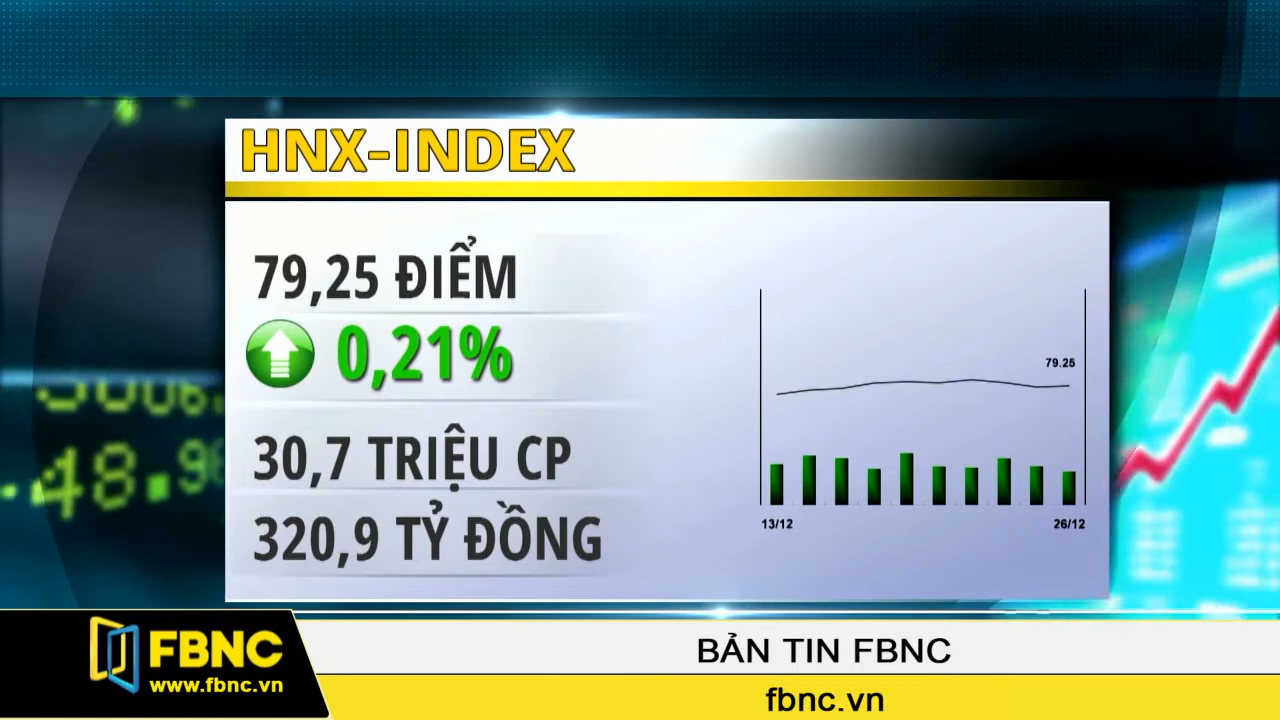 HNX-INDEX
79,25 ĐIỂM
0,21%
30,7 TRIỆU CP
320,9 TỶ ĐỒNG
79.25
13/12
26/12
FBNC
www.fbnc.vn
BẢN TIN FBNC
fbnc.vn